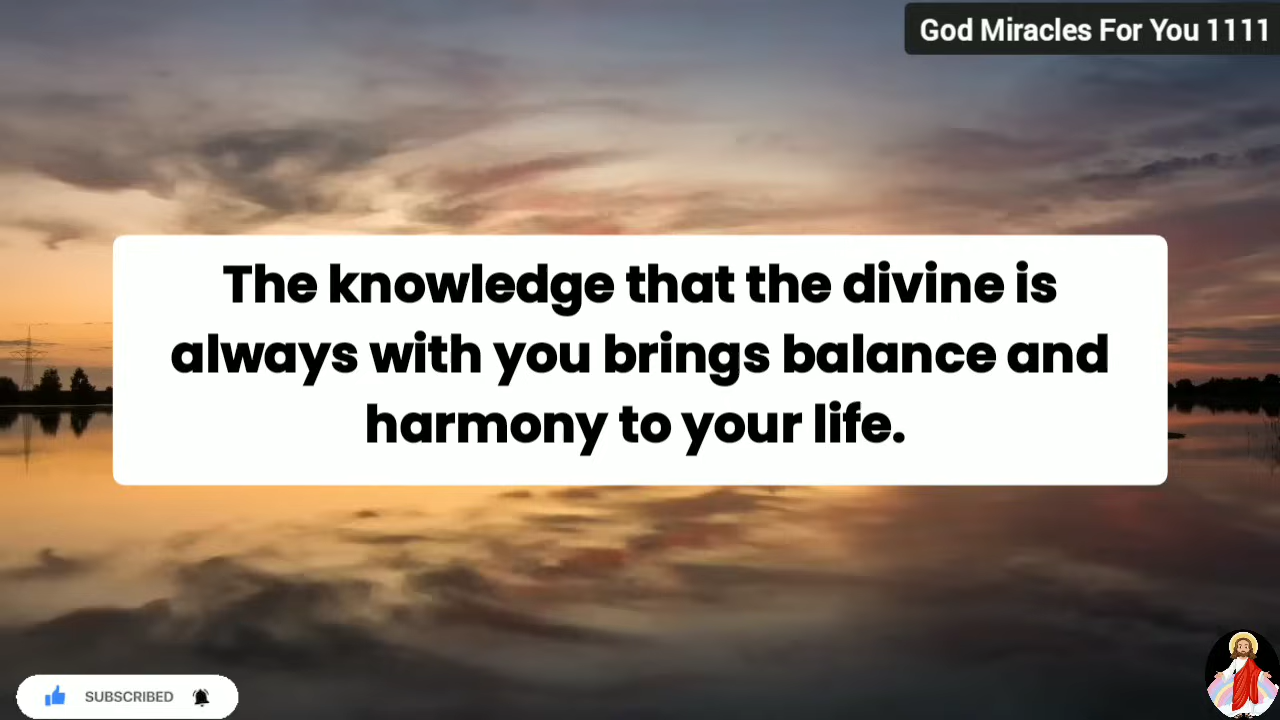 God Miracles For You 1111
The knowledge that the divine is
always with you brings balance and
harmony to your life.
SUBSCRIBED